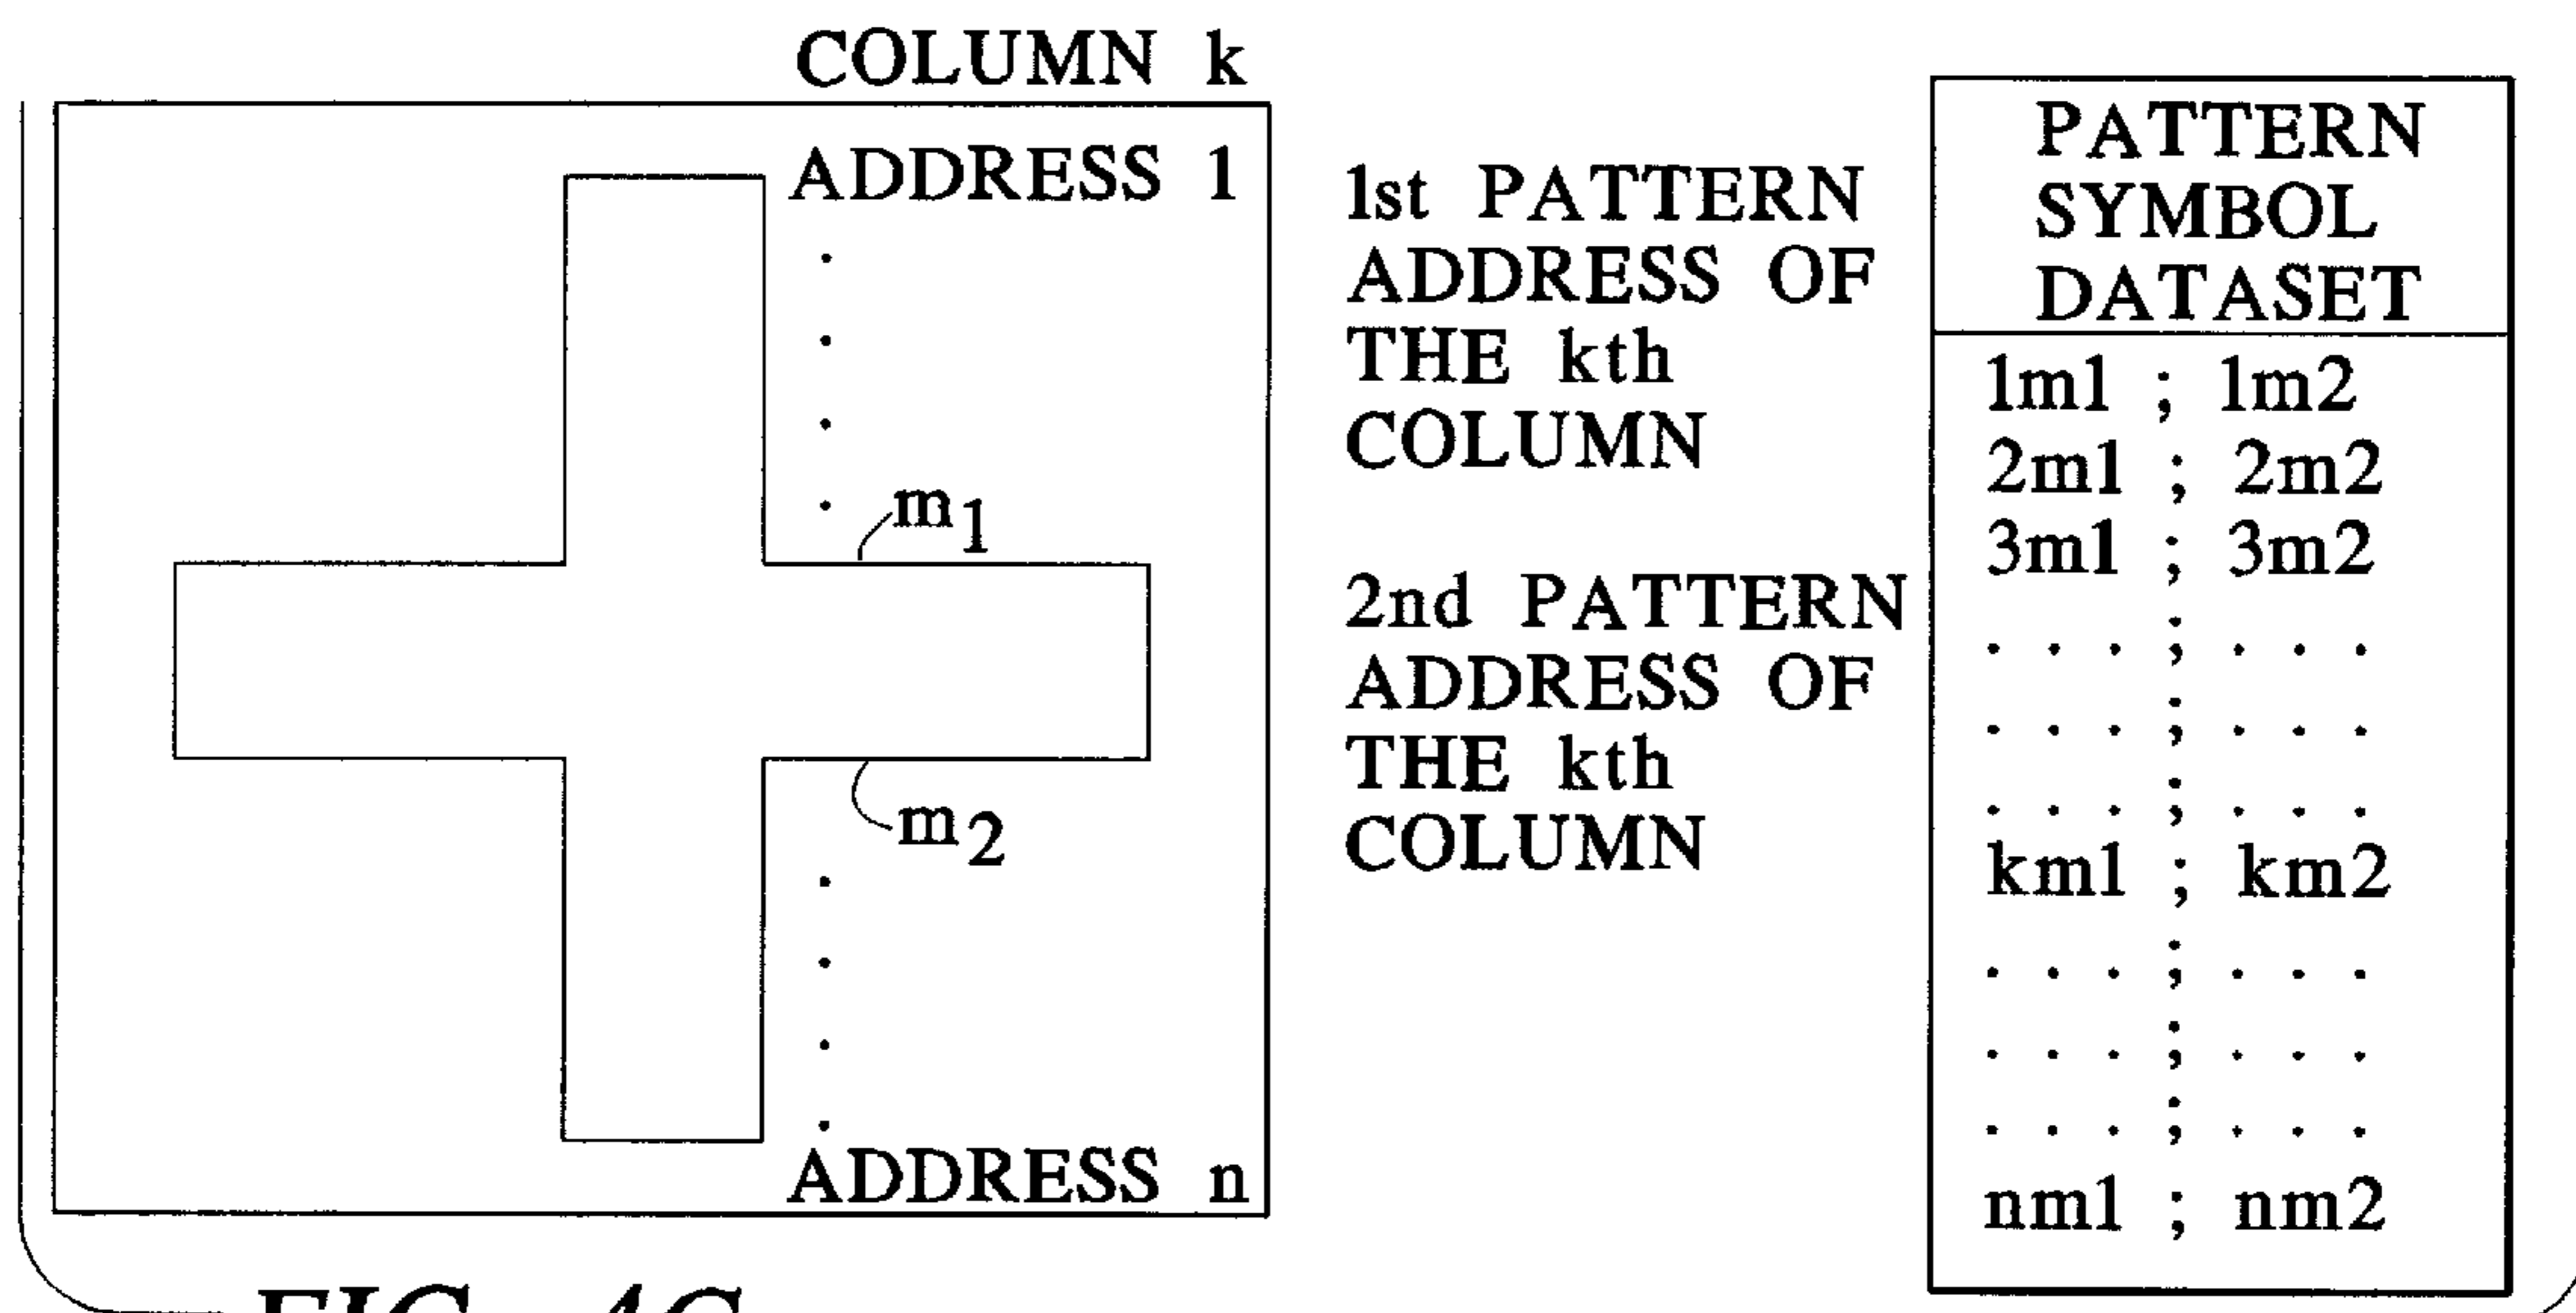 COLUMN k
ADDRESS 1
.
.
.
.
m1
m2
.
.
.
.
ADDRESS n
1st PATTERN
ADDRESS OF
THE kth
COLUMN
2nd PATTERN
ADDRESS OF
THE kth
COLUMN
PATTERN
SYMBOL
DATASET
1m1 ; 1m2
2m1 ; 2m2
3m1 ; 3m2
. . . ; . . .
. . . ; . . .
. . . ; . . .
km1 ; km2
. . . ; . . .
. . . ; . . .
. . . ; . . .
nm1 ; nm2